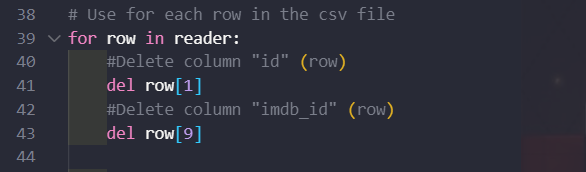 38 # Use for each row in the csv file
39 for row in reader:
40 #Delete column "id" (row)
41 del row[1]
42 #Delete column "imdb_id" (row)
43 del row[9]
44